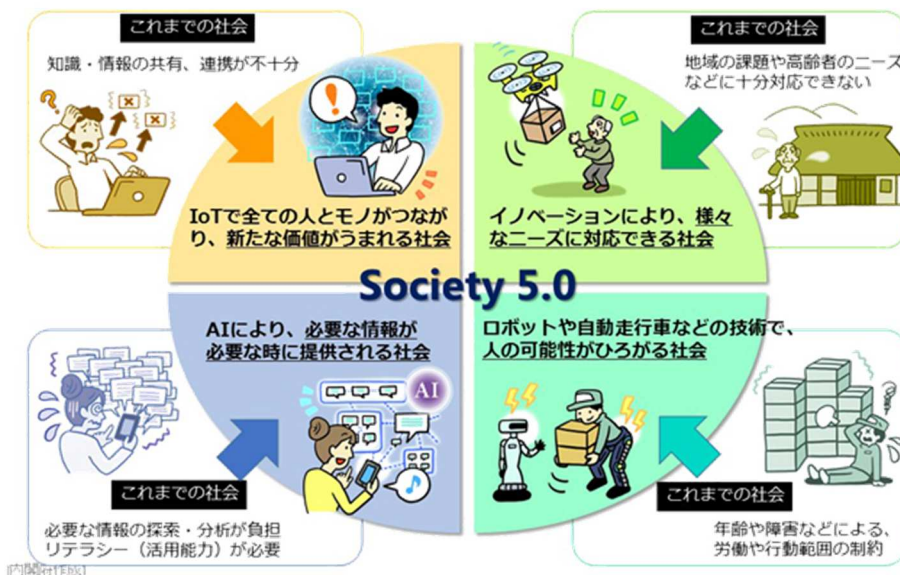 これまでの社会
知識・情報の共有、連携が不十分
IoTで全ての人とモノがつなが
り、新たな価値がうまれる社会
これまでの社会
地域の課題や高齢者のニーズ
などに十分対応できない
イノベーションにより、様々
なニーズに対応できる社会
Society 5.0
AIにより、必要な情報が
必要な時に提供される社会
AI
これまでの社会
必要な情報の探索・分析が負担
リテラシー（活用能力）が必要
ロボットや自動走行車などの技術で、
人の可能性がひろがる社会
これまでの社会
年齢や障害などによる、
労働や行動範囲の制約
[内閣府作成]